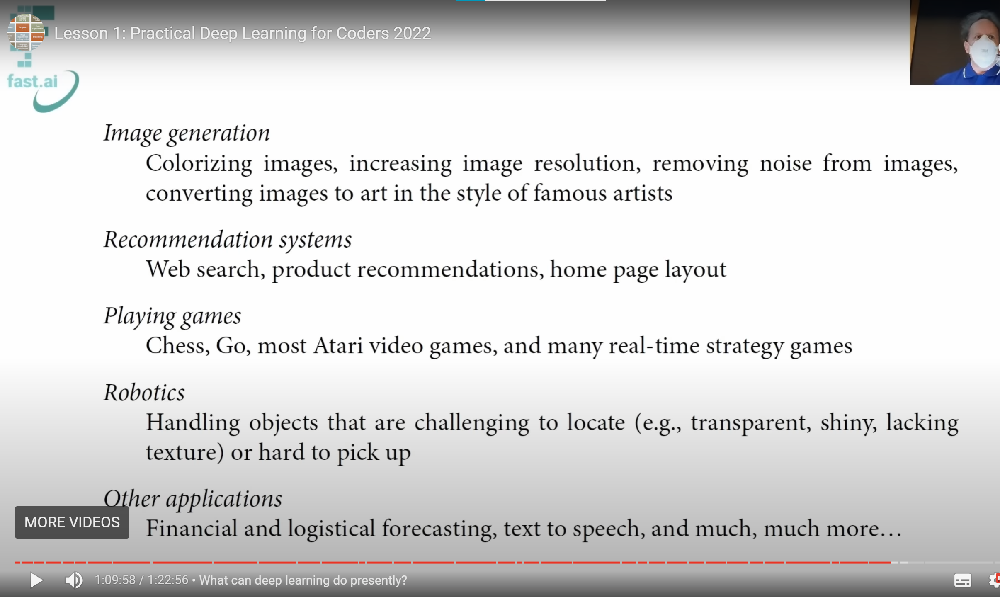 Lesson 1: Practical Deep Learning for Coders 2022
fast.ai
3M
Image generation
Colorizing images, increasing image resolution, removing noise from images,
converting images to art in the style of famous artists
Recommendation systems
Web search, product recommendations, home page layout
Playing games
Chess, Go, most Atari video games, and many real-time strategy games
Robotics
Handling objects that are challenging to locate (e.g., transparent, shiny, lacking
texture) or hard to pick up
Other applications
MORE VIDEOS
Financial and logistical forecasting, text to speech, and much, much more…
1:09:58 / 1:22:56 • What can deep learning do presently?